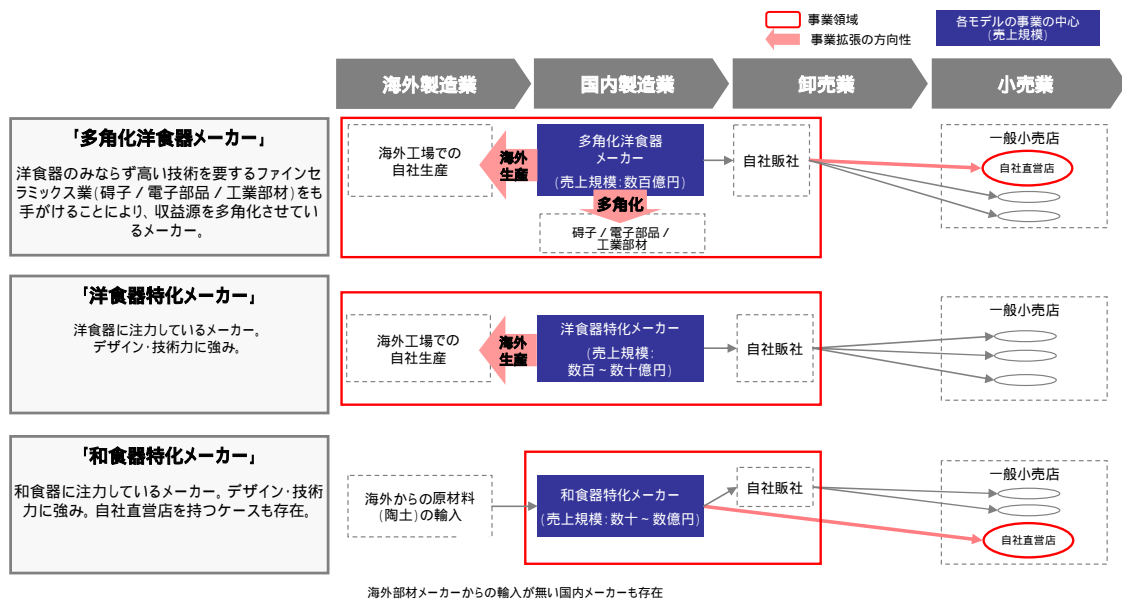 事業領域
事業拡張の方向性
各モデルの事業の中心
(売上規模)
海外製造業
国内製造業
卸売業
小売業
「多角化洋食器メーカー」
洋食器のみならず高い技術を要するファインセ
ラミックス業(碍子/電子部品/工業部材)をも
手がけることにより、収益源を多角化させてい
るメーカー。
海外工場での
自社生産
海外
生産
多角化洋食器
メーカー
(売上規模:数百億円)
多角化
碍子/電子部品/
工業部材
自社販社
一般小売店
自社直営店
「洋食器特化メーカー」
洋食器に注力しているメーカー。
デザイン・技術力に強み。
海外工場での
自社生産
海外
生産
洋食器特化メーカー
(売上規模:
数百~数十億円)
自社販社
一般小売店
「和食器特化メーカー」
和食器に注力しているメーカー。デザイン・技術
力に強み。自社直営店を持つケースも存在。
海外からの原材料
(陶土)の輸入
和食器特化メーカー
(売上規模:数十~数億円)
自社販社
一般小売店
自社直営店
海外部材メーカーからの輸入が無い国内メーカーも存在